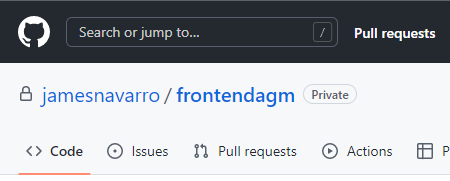 Search or jump to... / Pull requests
jamesnavarro / frontendagm Private
Code Issues Pull requests Actions P